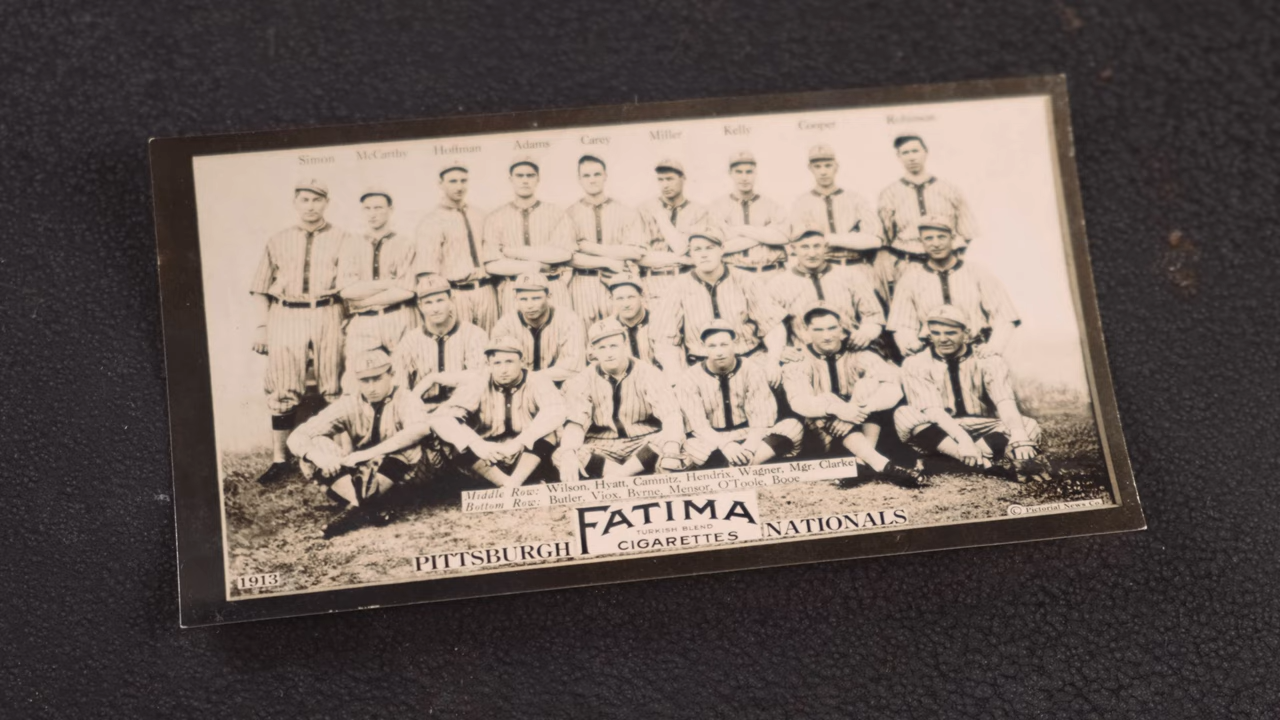 Simon McCarthy Hoffman Adams Carey Miller Kelly Cooper Robinson
Middle Row: Wilson, Hyatt, Camnitz, Hendrix, Wagner, Mgr. Clarke
Bottom Row: Butler, Viox, Byrne, Mensor, O'Toole, Booe
FATIMA
TURKISH BLEND
CIGARETTES
PITTSBURGH NATIONALS
1913
© Pictorial News Co.